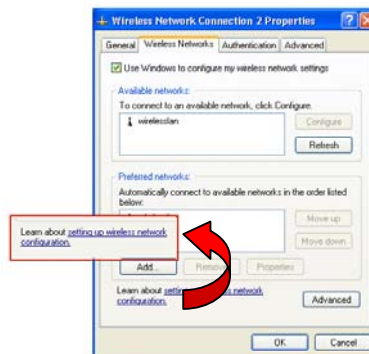 Wireless Network Connection 2 Properties
General Wireless Networks Authentication Advanced
Use Windows to configure my wireless network settings
Available networks:
To connect to an available network, click Configure.
wirelesslan
Configure
Refresh
Preferred networks:
Automatically connect to available networks in the order listed
below:
Move up
Move down
Learn about setting up wireless network
configuration.
Add... Remove Properties
Learn about setting up wireless network
configuration.
Advanced
OK Cancel